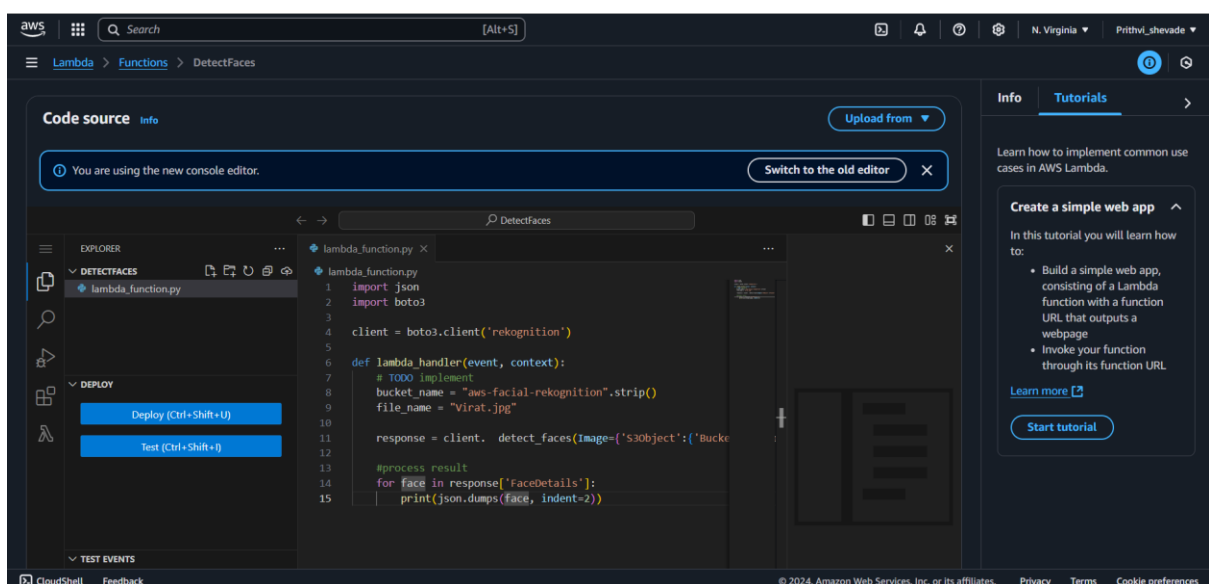 aws
Search
[Alt+S]
N. Virginia
Prithvi_shevade
Lambda > Functions > DetectFaces
Code source Info
Upload from
You are using the new console editor.
Switch to the old editor
DetectFaces
EXPLORER
DETECTFACES
lambda_function.py
DEPLOY
Deploy (Ctrl+Shift+U)
Test (Ctrl+Shift+I)
TEST EVENTS
lambda_function.py
lambda_function.py
1 import json
2 import boto3
3
4 client = boto3.client('rekognition')
5
6 def lambda_handler(event, context):
7 # TODO implement
8 bucket_name = "aws-facial-rekognition".strip()
9 file_name = "Virat.jpg"
10
11 response = client. detect_faces(Image={'S3Object':{'Bucke
12
13 #process result
14 for face in response['FaceDetails']:
15 print(json.dumps(face, indent=2))
Info
Tutorials
Learn how to implement common use
cases in AWS Lambda.
Create a simple web app
In this tutorial you will learn how
to:
• Build a simple web app,
consisting of a Lambda
function with a function
URL that outputs a
webpage
• Invoke your function
through its function URL
Learn more
Start tutorial
CloudShell
Feedback
© 2024, Amazon Web Services, Inc. or its affiliates.
Privacy
Terms
Cookie preferences